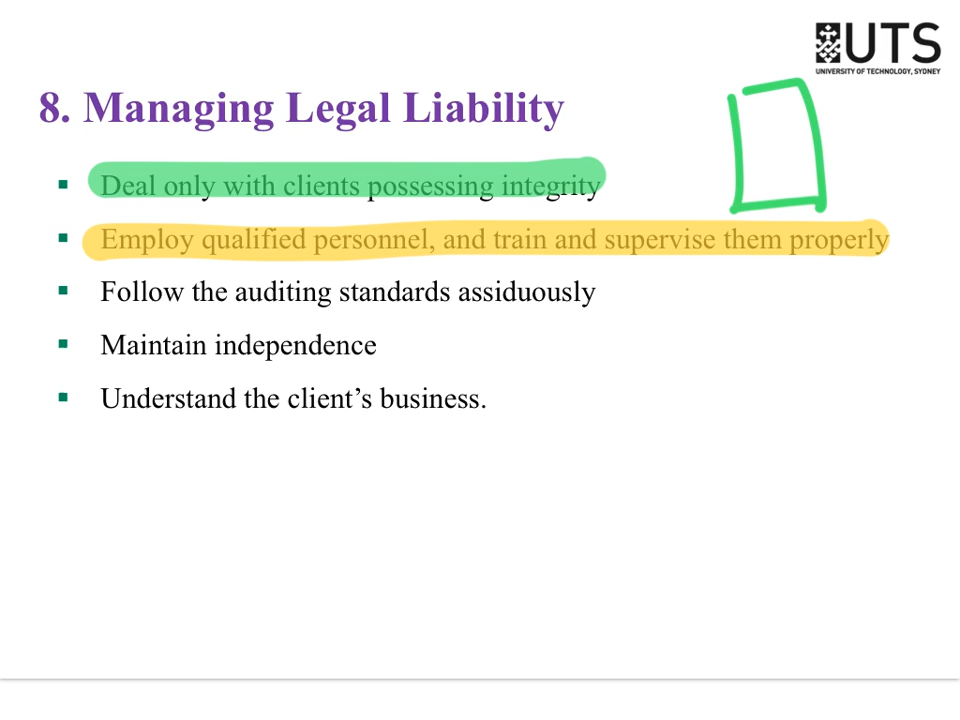 UTS
UNIVERSITY OF TECHNOLOGY, SYDNEY
8. Managing Legal Liability
▪ Deal only with clients possessing integrity
▪ Employ qualified personnel, and train and supervise them properly
▪ Follow the auditing standards assiduously
▪ Maintain independence
▪ Understand the client’s business.